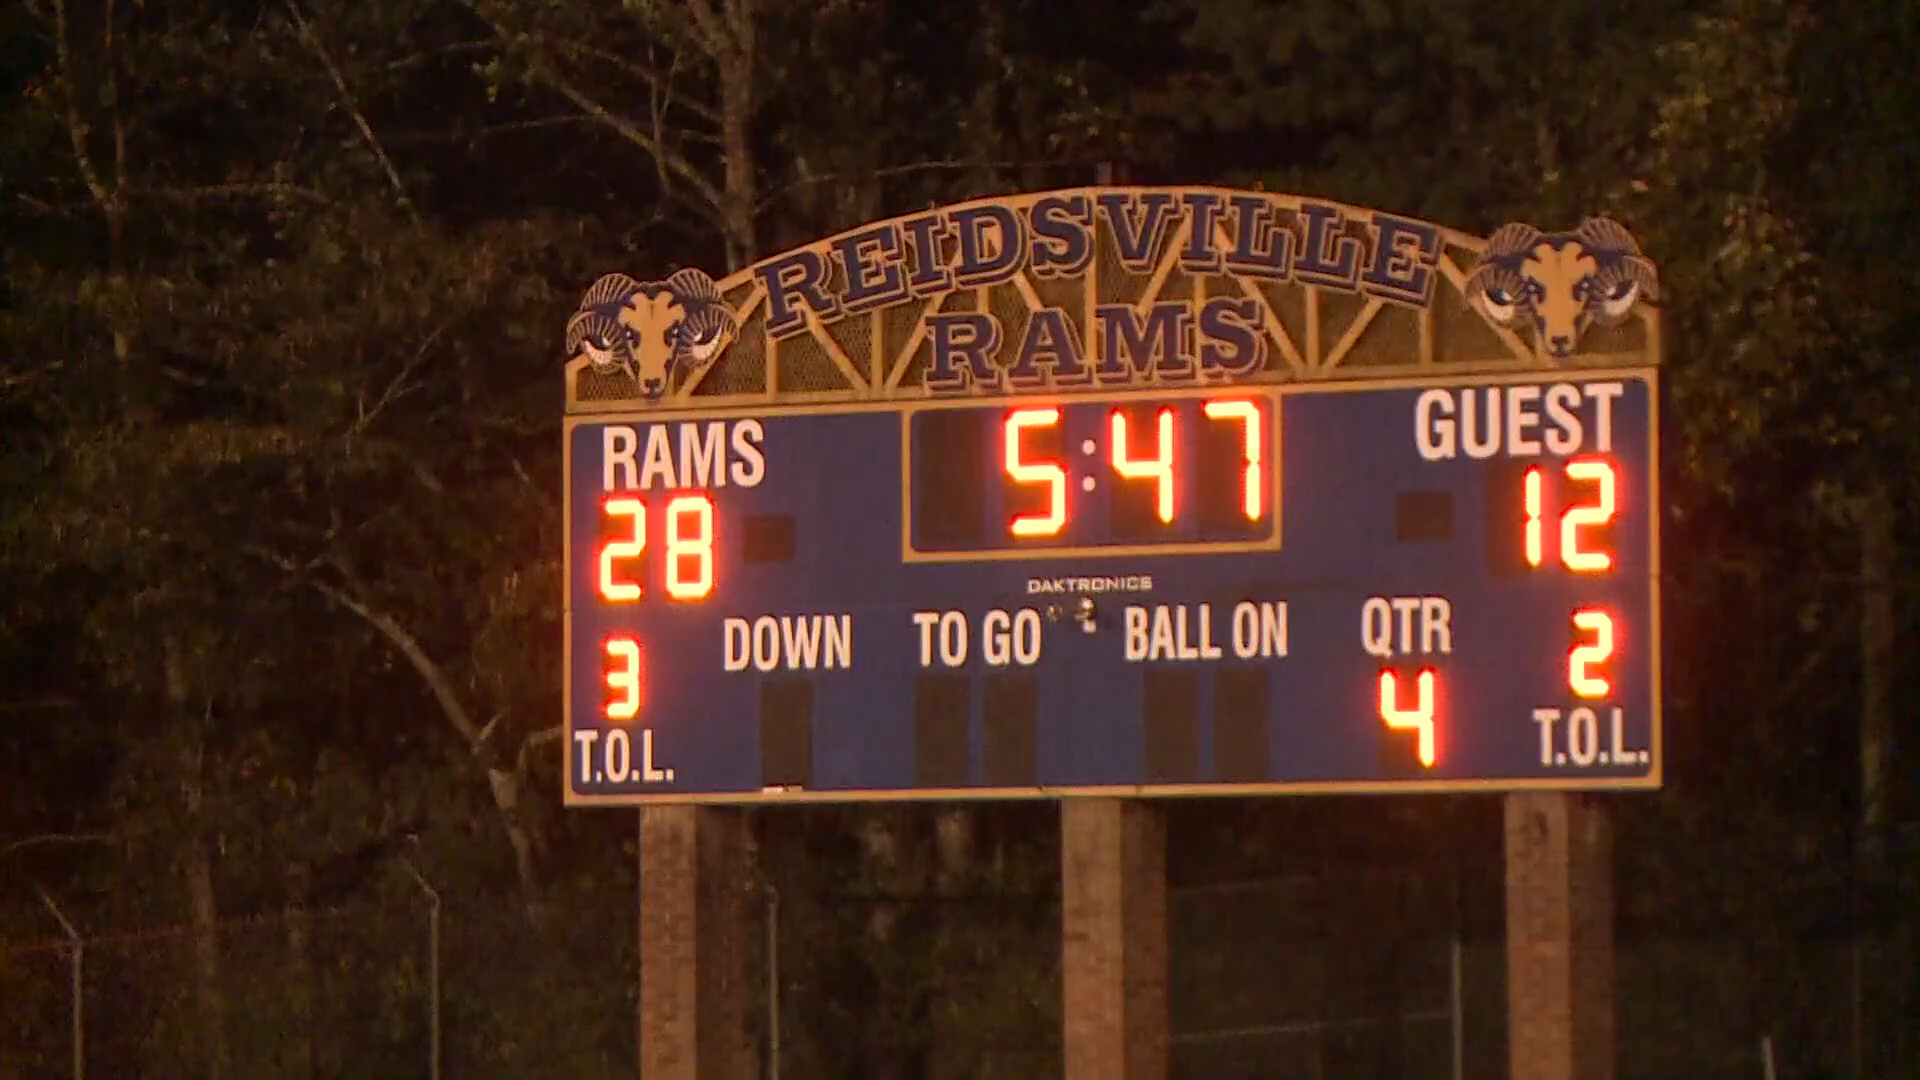 REIDSVILLE
RAMS
RAMS 5:47 GUEST
28 12
DAKTRONICS
DOWN TO GO BALL ON QTR
3 4 2
T.O.L. T.O.L.